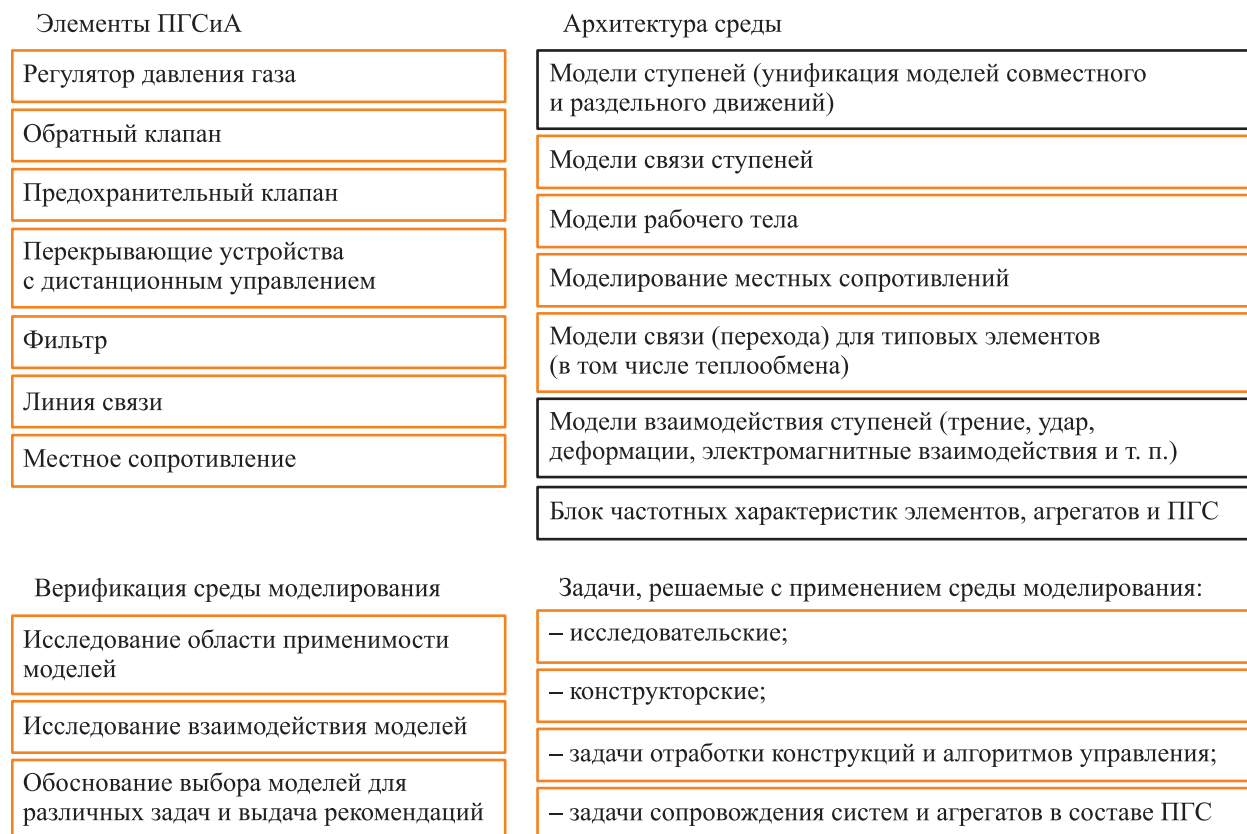 Элементы ПГСиА
Регулятор давления газа
Обратный клапан
Предохранительный клапан
Перекрывающие устройства
с дистанционным управлением
Фильтр
Линия связи
Местное сопротивление
Архитектура среды
Модели ступеней (унификация моделей совместного
и раздельного движений)
Модели связи ступеней
Модели рабочего тела
Моделирование местных сопротивлений
Модели связи (перехода) для типовых элементов
(в том числе теплообмена)
Модели взаимодействия ступеней (трение, удар,
деформации, электромагнитные взаимодействия и т. п.)
Блок частотных характеристик элементов, агрегатов и ПГС
Верификация среды моделирования
Исследование области применимости
моделей
Исследование взаимодействия моделей
Обоснование выбора моделей для
различных задач и выдача рекомендаций
Задачи, решаемые с применением среды моделирования:
– исследовательские;
– конструкторские;
– задачи отработки конструкций и алгоритмов управления;
– задачи сопровождения систем и агрегатов в составе ПГС